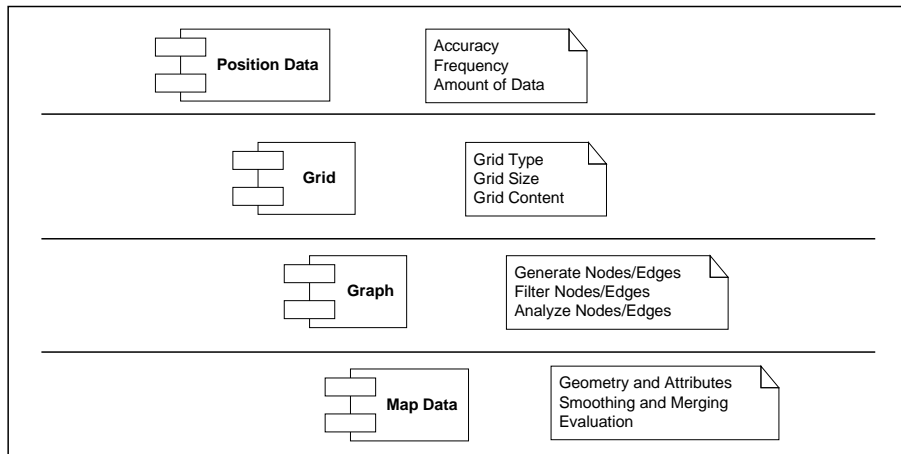 Position Data
Accuracy
Frequency
Amount of Data
Grid
Grid Type
Grid Size
Grid Content
Graph
Generate Nodes/Edges
Filter Nodes/Edges
Analyze Nodes/Edges
Map Data
Geometry and Attributes
Smoothing and Merging
Evaluation